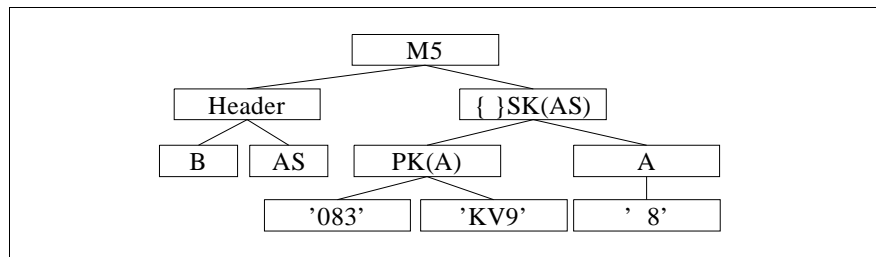 M5
Header { }SK(AS)
B AS PK(A) A
'083' 'KV9' ' 8'